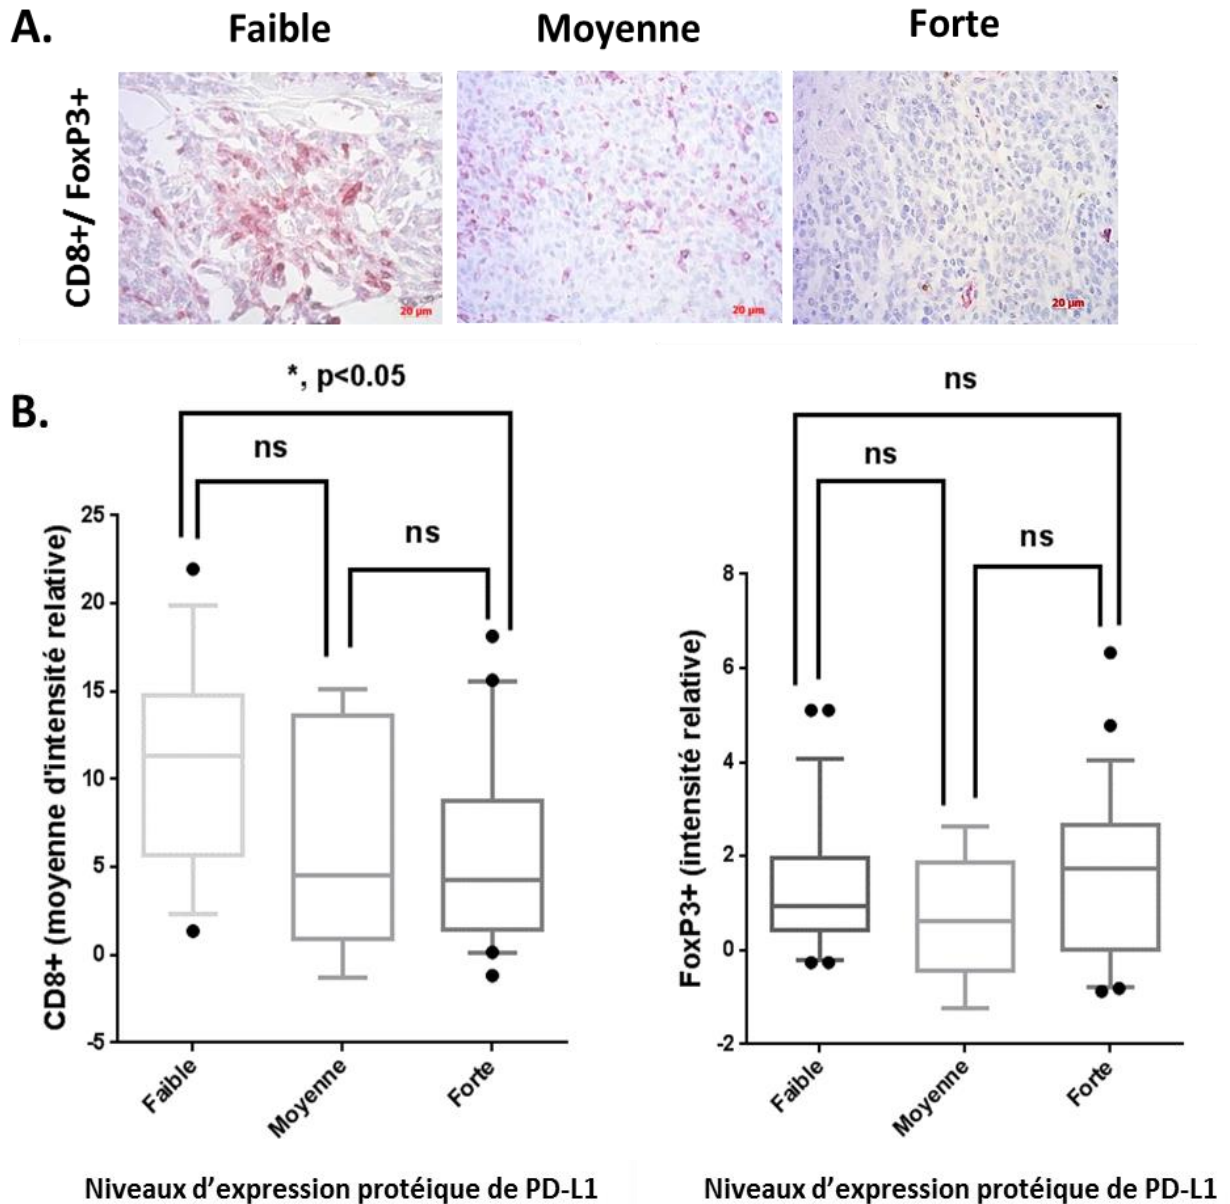 A.
Faible Moyenne Forte
CD8+/ FoxP3+
20 µm 20 µm 20 µm
B.
*, p<0.05
ns
ns
CD8+ (moyenne d'intensité relative)
25
20
15
10
5
0
-5
Faible Moyenne Forte
Niveaux d’expression protéique de PD-L1
ns
ns
ns
FoxP3+ (intensité relative)
8
6
4
2
0
-2
Faible Moyenne Forte
Niveaux d’expression protéique de PD-L1